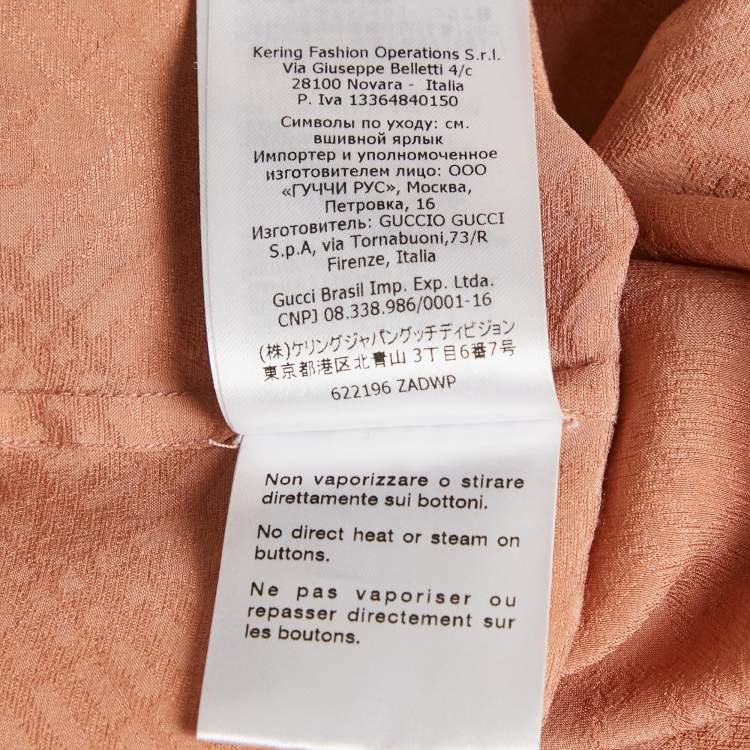 Kering Fashion Operations S.r.l.
Via Giuseppe Belletti 4/c
28100 Novara - Italia
P. Iva 13364840150
Символы по уходу: см.
вшивной ярлык
Импортер и уполномоченное
изготовителем лицо: ООО
«ГУЧЧИ РУС», Москва,
Петровка, 16
Изготовитель: GUCCIO GUCCI
S.p.A, via Tornabuoni,73/R
Firenze, Italia
Gucci Brasil Imp. Exp. Ltda.
CNPJ 08.338.986/0001-16
(株)ケリングジャパングッチディビジョン
東京都港区北青山 3丁目6番7号
622196 ZADWP
Non vaporizzare o stirare
direttamente sui bottoni.
No direct heat or steam on
buttons.
Ne pas vaporiser ou
repasser directement sur
les boutons.